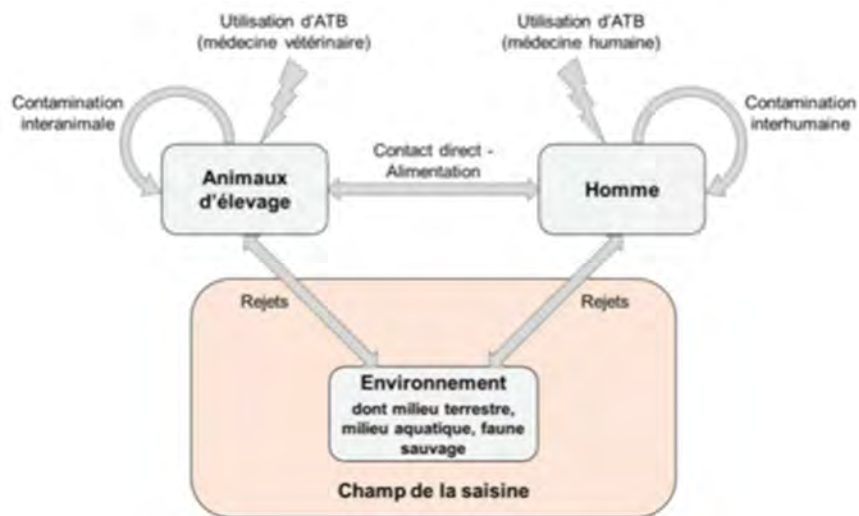 Utilisation d'ATB
(médecine vétérinaire)
Utilisation d'ATB
(médecine humaine)
Contamination
interanimale
Contamination
interhumaine
Contact direct -
Alimentation
Animaux
d'élevage
Homme
Rejets
Rejets
Environnement
dont milieu terrestre,
milieu aquatique, faune
sauvage
Champ de la saisine